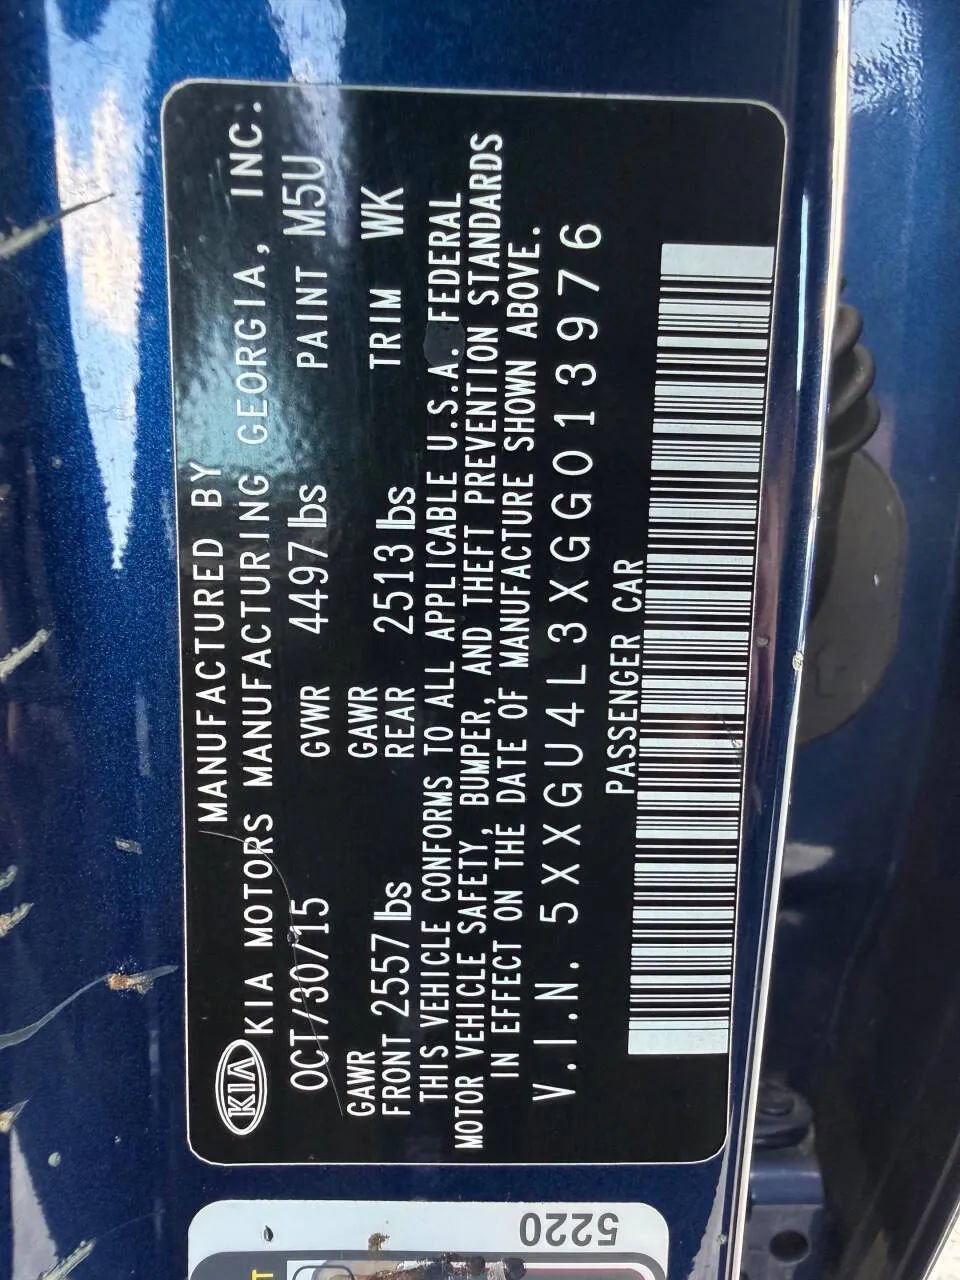 MANUFACTURED BY
KIA KIA MOTORS MANUFACTURING GEORGIA, INC.
OCT/30/15 GVWR 4497 lbs PAINT M5U
GAWR FRONT 2557 lbs GAWR REAR 2513 lbs TRIM WK
THIS VEHICLE CONFORMS TO ALL APPLICABLE U.S.A. FEDERAL
MOTOR VEHICLE SAFETY, BUMPER, AND THEFT PREVENTION STANDARDS
IN EFFECT ON THE DATE OF MANUFACTURE SHOWN ABOVE.
V.I.N. 5XXGU4L3XGG013976
PASSENGER CAR
5220